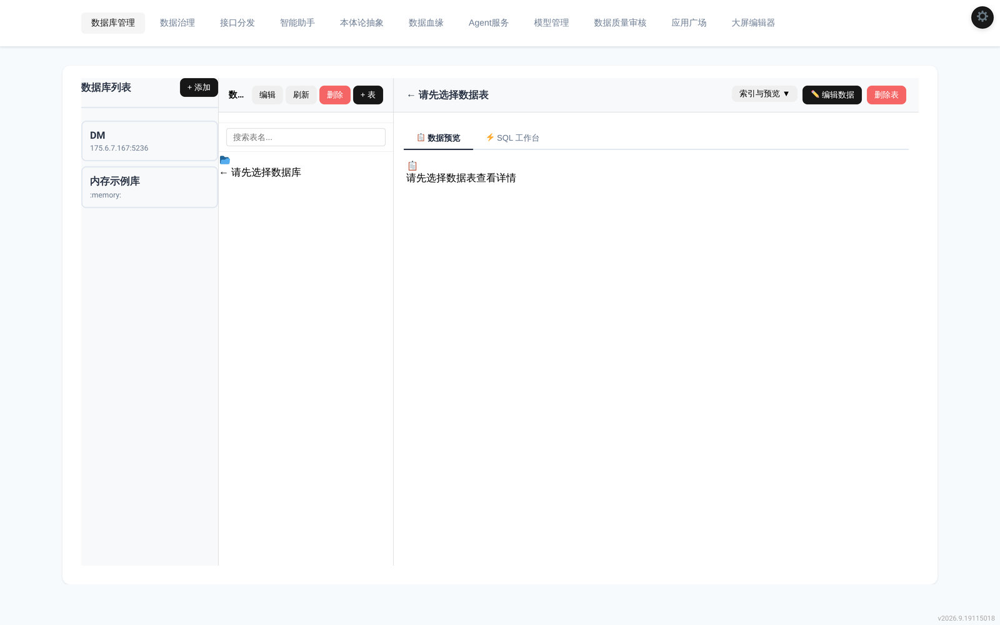 数据库管理 数据治理 接口分发 智能助手 本体论抽象 数据血缘 Agent服务 模型管理 数据质量审核 应用广场 大屏编辑器
数据库列表 + 添加
DM
175.6.7.167:5236
内存示例库
:memory:
数... 编辑 刷新 删除 + 表
搜索表名...
← 请先选择数据库
← 请先选择数据表 索引与预览 ▼ 编辑数据 删除表
数据预览 SQL 工作台
请先选择数据表查看详情
v2026.9.19115018